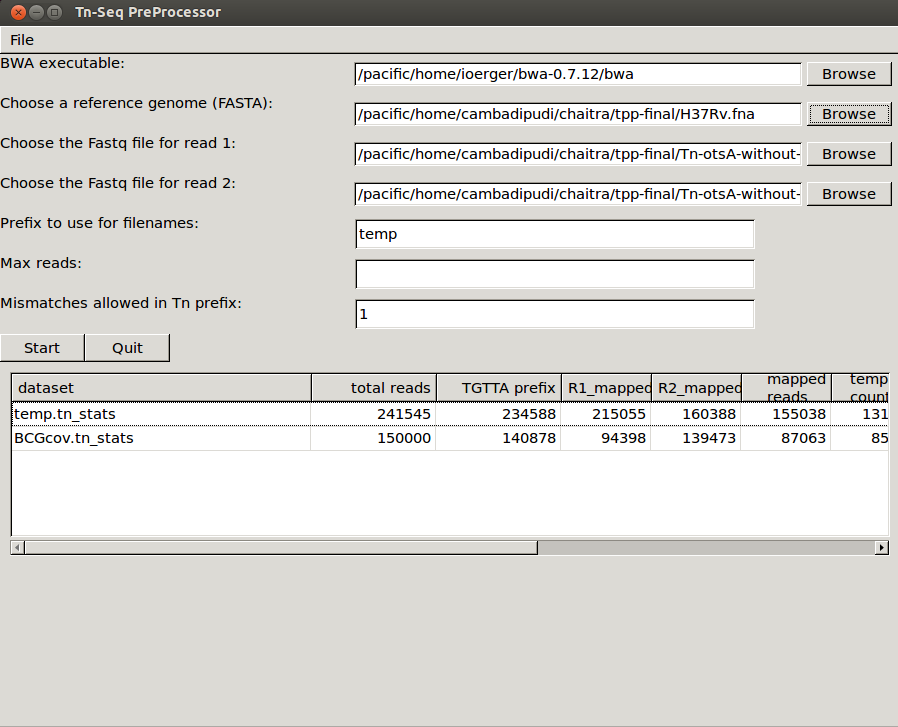 Tn-Seq PreProcessor
File
BWA executable: /pacific/home/ioerger/bwa-0.7.12/bwa Browse
Choose a reference genome (FASTA): /pacific/home/cambadipudi/chaitra/tpp-final/H37Rv.fna Browse
Choose the Fastq file for read 1: /pacific/home/cambadipudi/chaitra/tpp-final/Tn-otsA-without- Browse
Choose the Fastq file for read 2: /pacific/home/cambadipudi/chaitra/tpp-final/Tn-otsA-without- Browse
Prefix to use for filenames: temp
Max reads:
Mismatches allowed in Tn prefix: 1
Start Quit
dataset total reads TGTTA prefix R1_mapped R2_mapped mapped reads temp count
temp.tn_stats 241545 234588 215055 160388 155038 131
BCGcov.tn_stats 150000 140878 94398 139473 87063 85